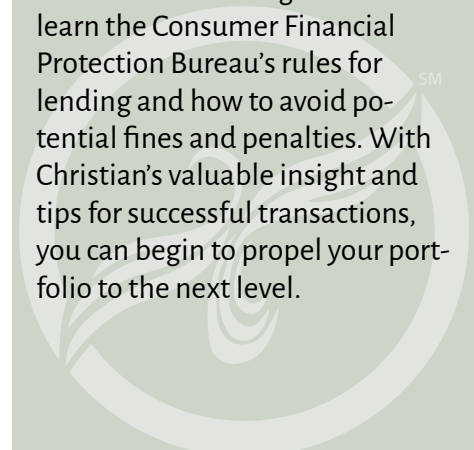 learn the Consumer Financial
Protection Bureau’s rules for
lending and how to avoid po-
tential fines and penalties. With
Christian’s valuable insight and
tips for successful transactions,
you can begin to propel your port-
folio to the next level.
SM